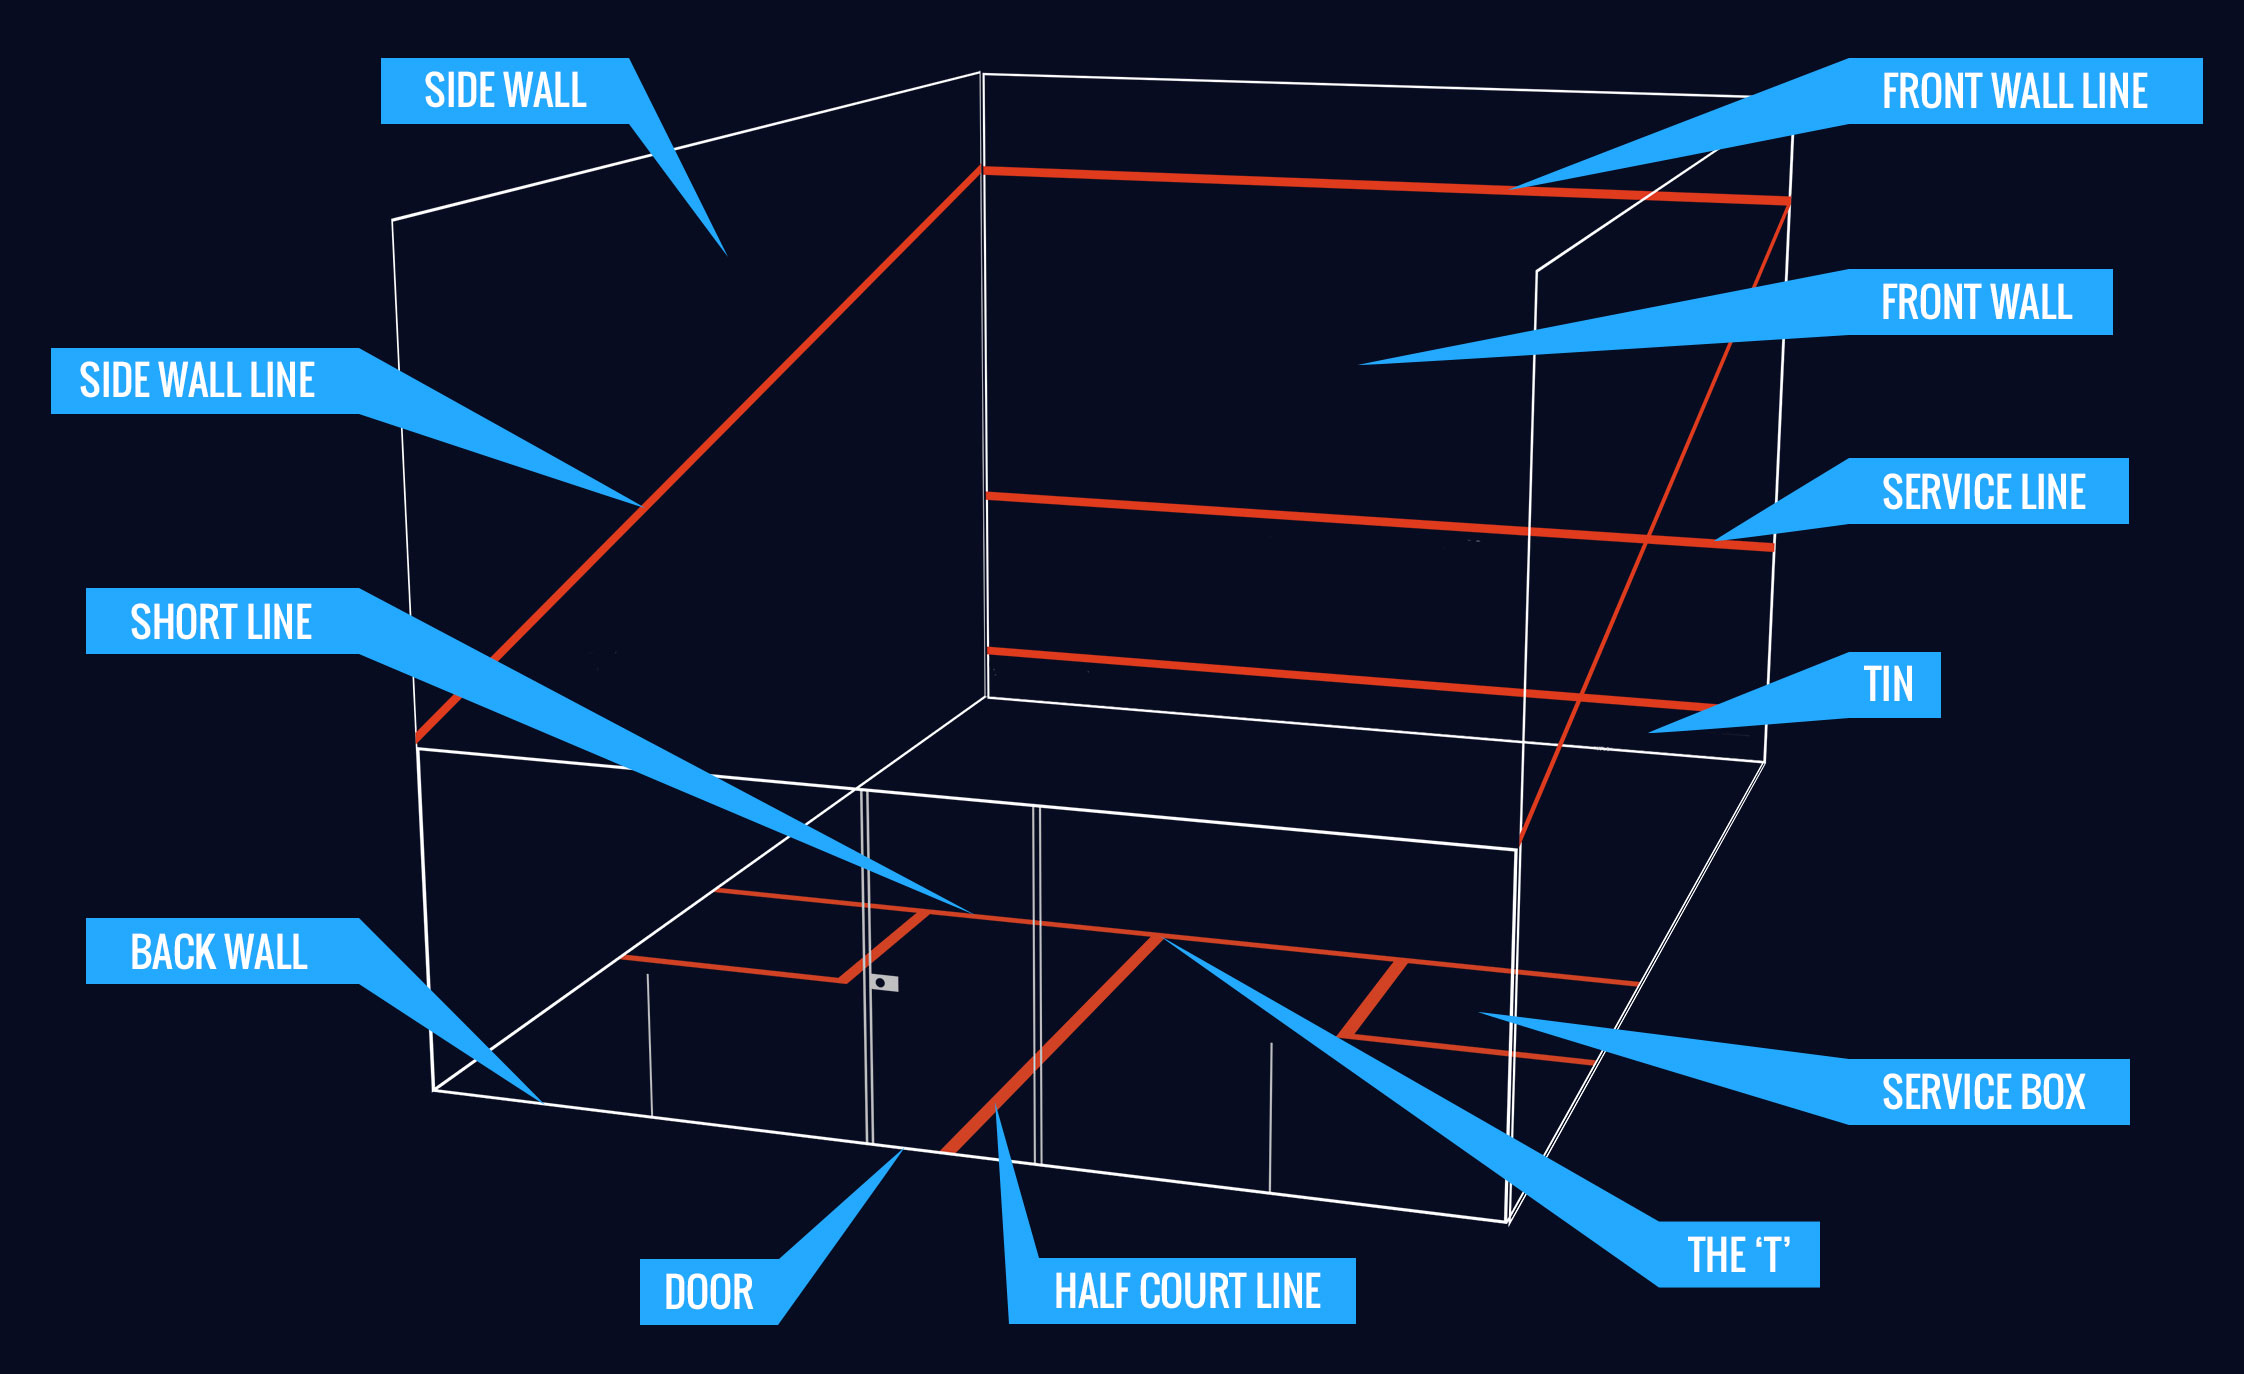 SIDE WALL
FRONT WALL LINE
FRONT WALL
SIDE WALL LINE
SERVICE LINE
SHORT LINE
TIN
BACK WALL
SERVICE BOX
THE ‘T’
DOOR
HALF COURT LINE